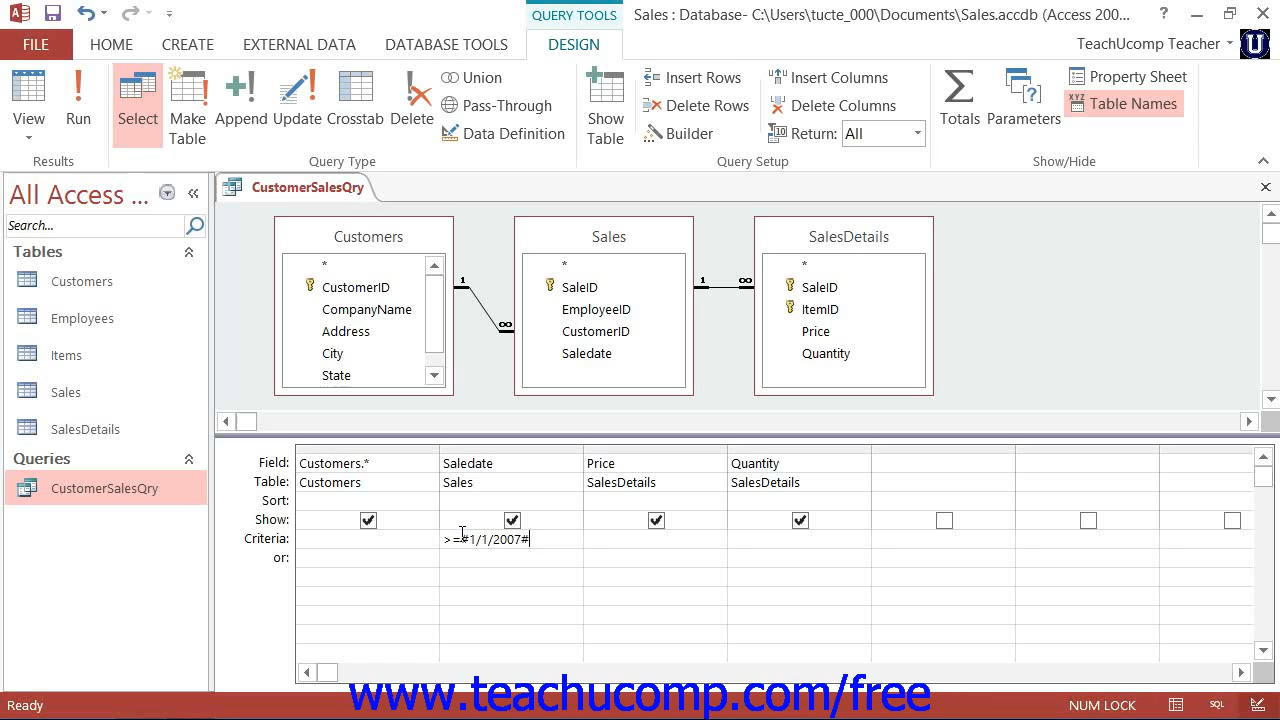 QUERY TOOLS
Sales : Database- C:\Users\tucte_000\Documents\Sales.accdb (Access 200...
?
FILE HOME CREATE EXTERNAL DATA DATABASE TOOLS DESIGN
TeachUcomp Teacher
View
Run
Results
Select
Make Table
Append
Update
Crosstab
Delete
Union
Pass-Through
Data Definition
Query Type
Show Table
Insert Rows
Delete Rows
Builder
Insert Columns
Delete Columns
Return: All
Query Setup
Totals
Parameters
Property Sheet
XYZ Table Names
Show/Hide
All Access ...
Search...
Tables
Customers
Employees
Items
Sales
SalesDetails
Queries
CustomerSalesQry
CustomerSalesQry
Customers
*
CustomerID
CompanyName
Address
City
State
1
∞
Sales
*
SaleID
EmployeeID
CustomerID
Saledate
1
∞
SalesDetails
*
SaleID
ItemID
Price
Quantity
Field: Customers.* Saledate Price Quantity
Table: Customers Sales SalesDetails SalesDetails
Sort:
Show:
Criteria: >=#1/1/2007#
or:
www.teachucomp.com/free
Ready
NUM LOCK
SQL